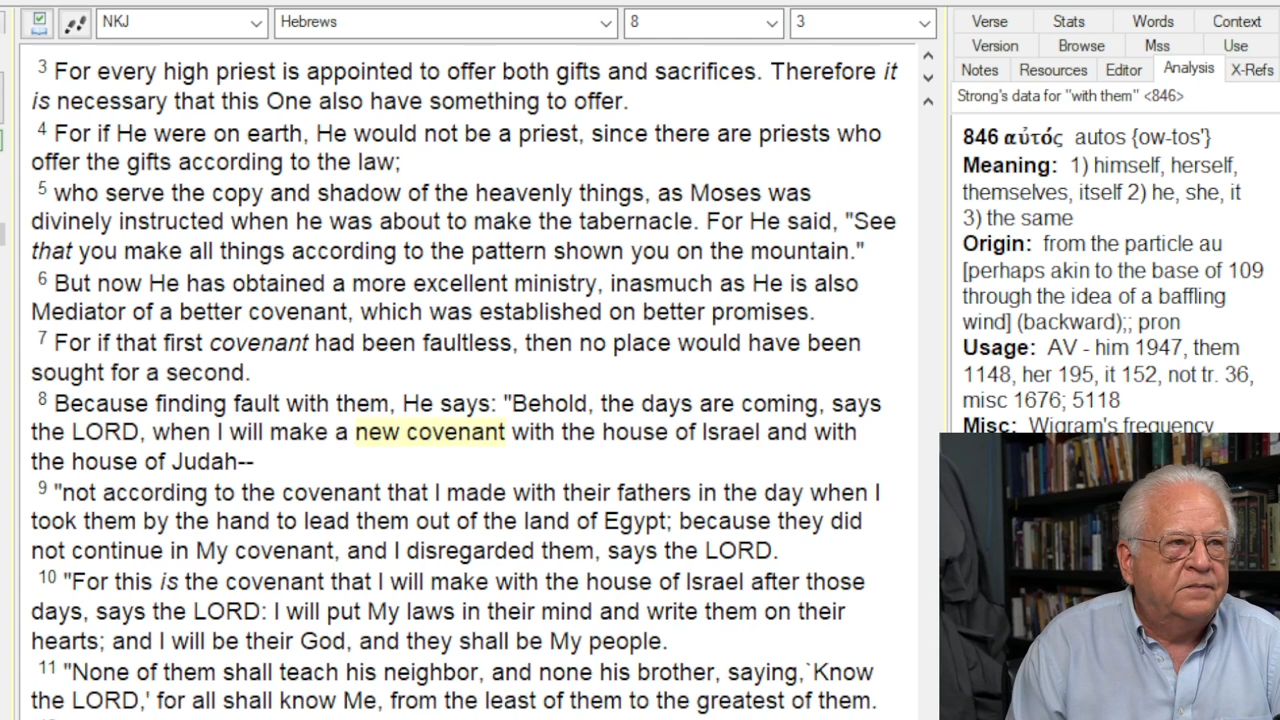 NKJ Hebrews 8 3
3 For every high priest is appointed to offer both gifts and sacrifices. Therefore it
is necessary that this One also have something to offer.
4 For if He were on earth, He would not be a priest, since there are priests who
offer the gifts according to the law;
5 who serve the copy and shadow of the heavenly things, as Moses was
divinely instructed when he was about to make the tabernacle. For He said, "See
that you make all things according to the pattern shown you on the mountain."
6 But now He has obtained a more excellent ministry, inasmuch as He is also
Mediator of a better covenant, which was established on better promises.
7 For if that first covenant had been faultless, then no place would have been
sought for a second.
8 Because finding fault with them, He says: "Behold, the days are coming, says
the LORD, when I will make a new covenant with the house of Israel and with
the house of Judah--
9 "not according to the covenant that I made with their fathers in the day when I
took them by the hand to lead them out of the land of Egypt; because they did
not continue in My covenant, and I disregarded them, says the LORD.
10 "For this is the covenant that I will make with the house of Israel after those
days, says the LORD: I will put My laws in their mind and write them on their
hearts; and I will be their God, and they shall be My people.
11 "None of them shall teach his neighbor, and none his brother, saying,`Know
the LORD,' for all shall know Me, from the least of them to the greatest of them.
Verse Stats Words Context
Version Browse Mss Use
Notes Resources Editor Analysis X-Refs
Strong's data for "with them" <846>
846 αὐτός autos {ow-tos'}
Meaning: 1) himself, herself,
themselves, itself 2) he, she, it
3) the same
Origin: from the particle au
[perhaps akin to the base of 109
through the idea of a baffling
wind] (backward);; pron
Usage: AV - him 1947, them
1148, her 195, it 152, not tr. 36,
misc 1676; 5118
Misc: Wigram's frequency